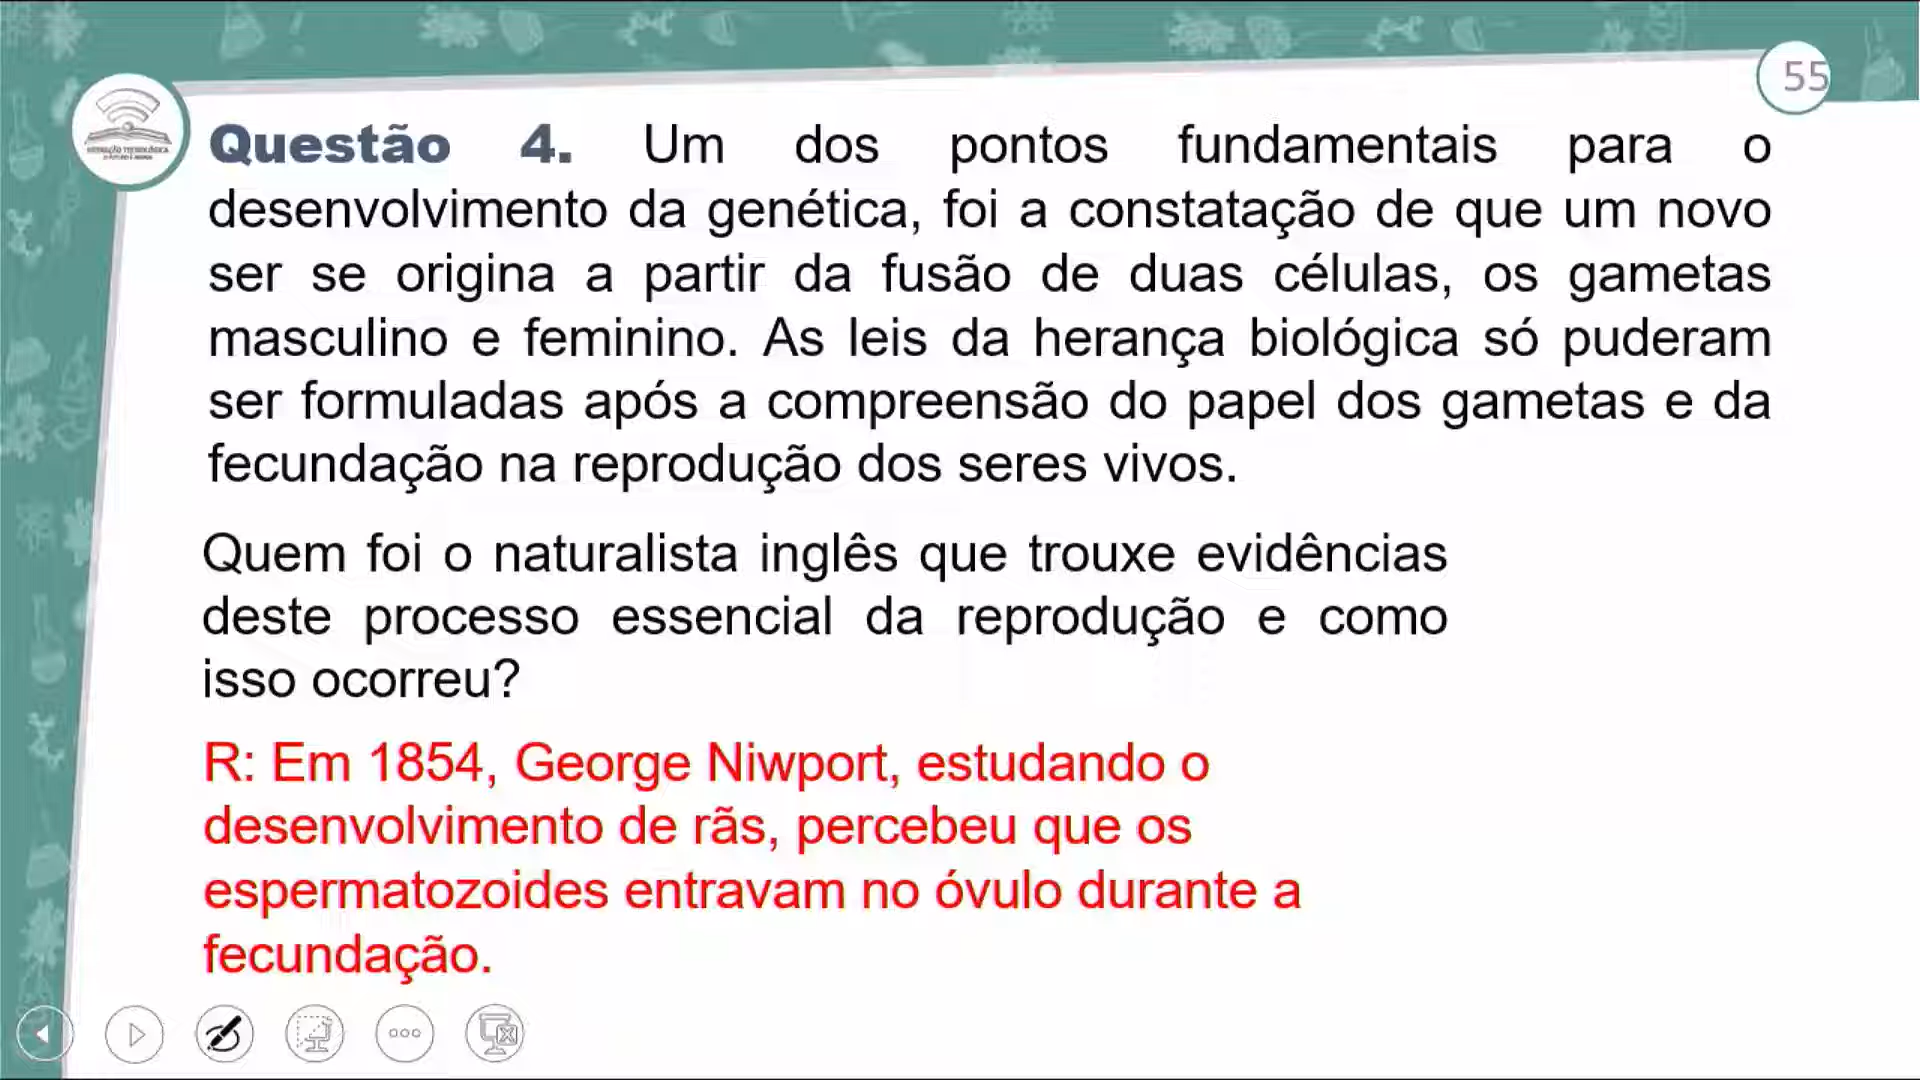 55
Questão 4. Um dos pontos fundamentais para o
desenvolvimento da genética, foi a constatação de que um novo
ser se origina a partir da fusão de duas células, os gametas
masculino e feminino. As leis da herança biológica só puderam
ser formuladas após a compreensão do papel dos gametas e da
fecundação na reprodução dos seres vivos.
Quem foi o naturalista inglês que trouxe evidências
deste processo essencial da reprodução e como
isso ocorreu?
R: Em 1854, George Niwport, estudando o
desenvolvimento de rãs, percebeu que os
espermatozoides entravam no óvulo durante a
fecundação.